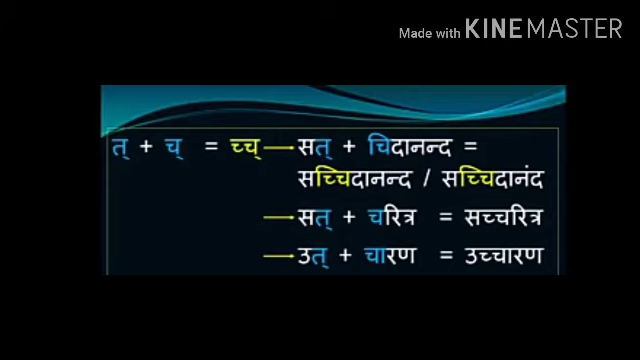 Made with KINEMASTER
त् + च् = च्च् → सत् + चिदानन्द =
सच्चिदानन्द / सच्चिदानंद
→ सत् + चरित्र = सच्चरित्र
→ उत् + चारण = उच्चारण